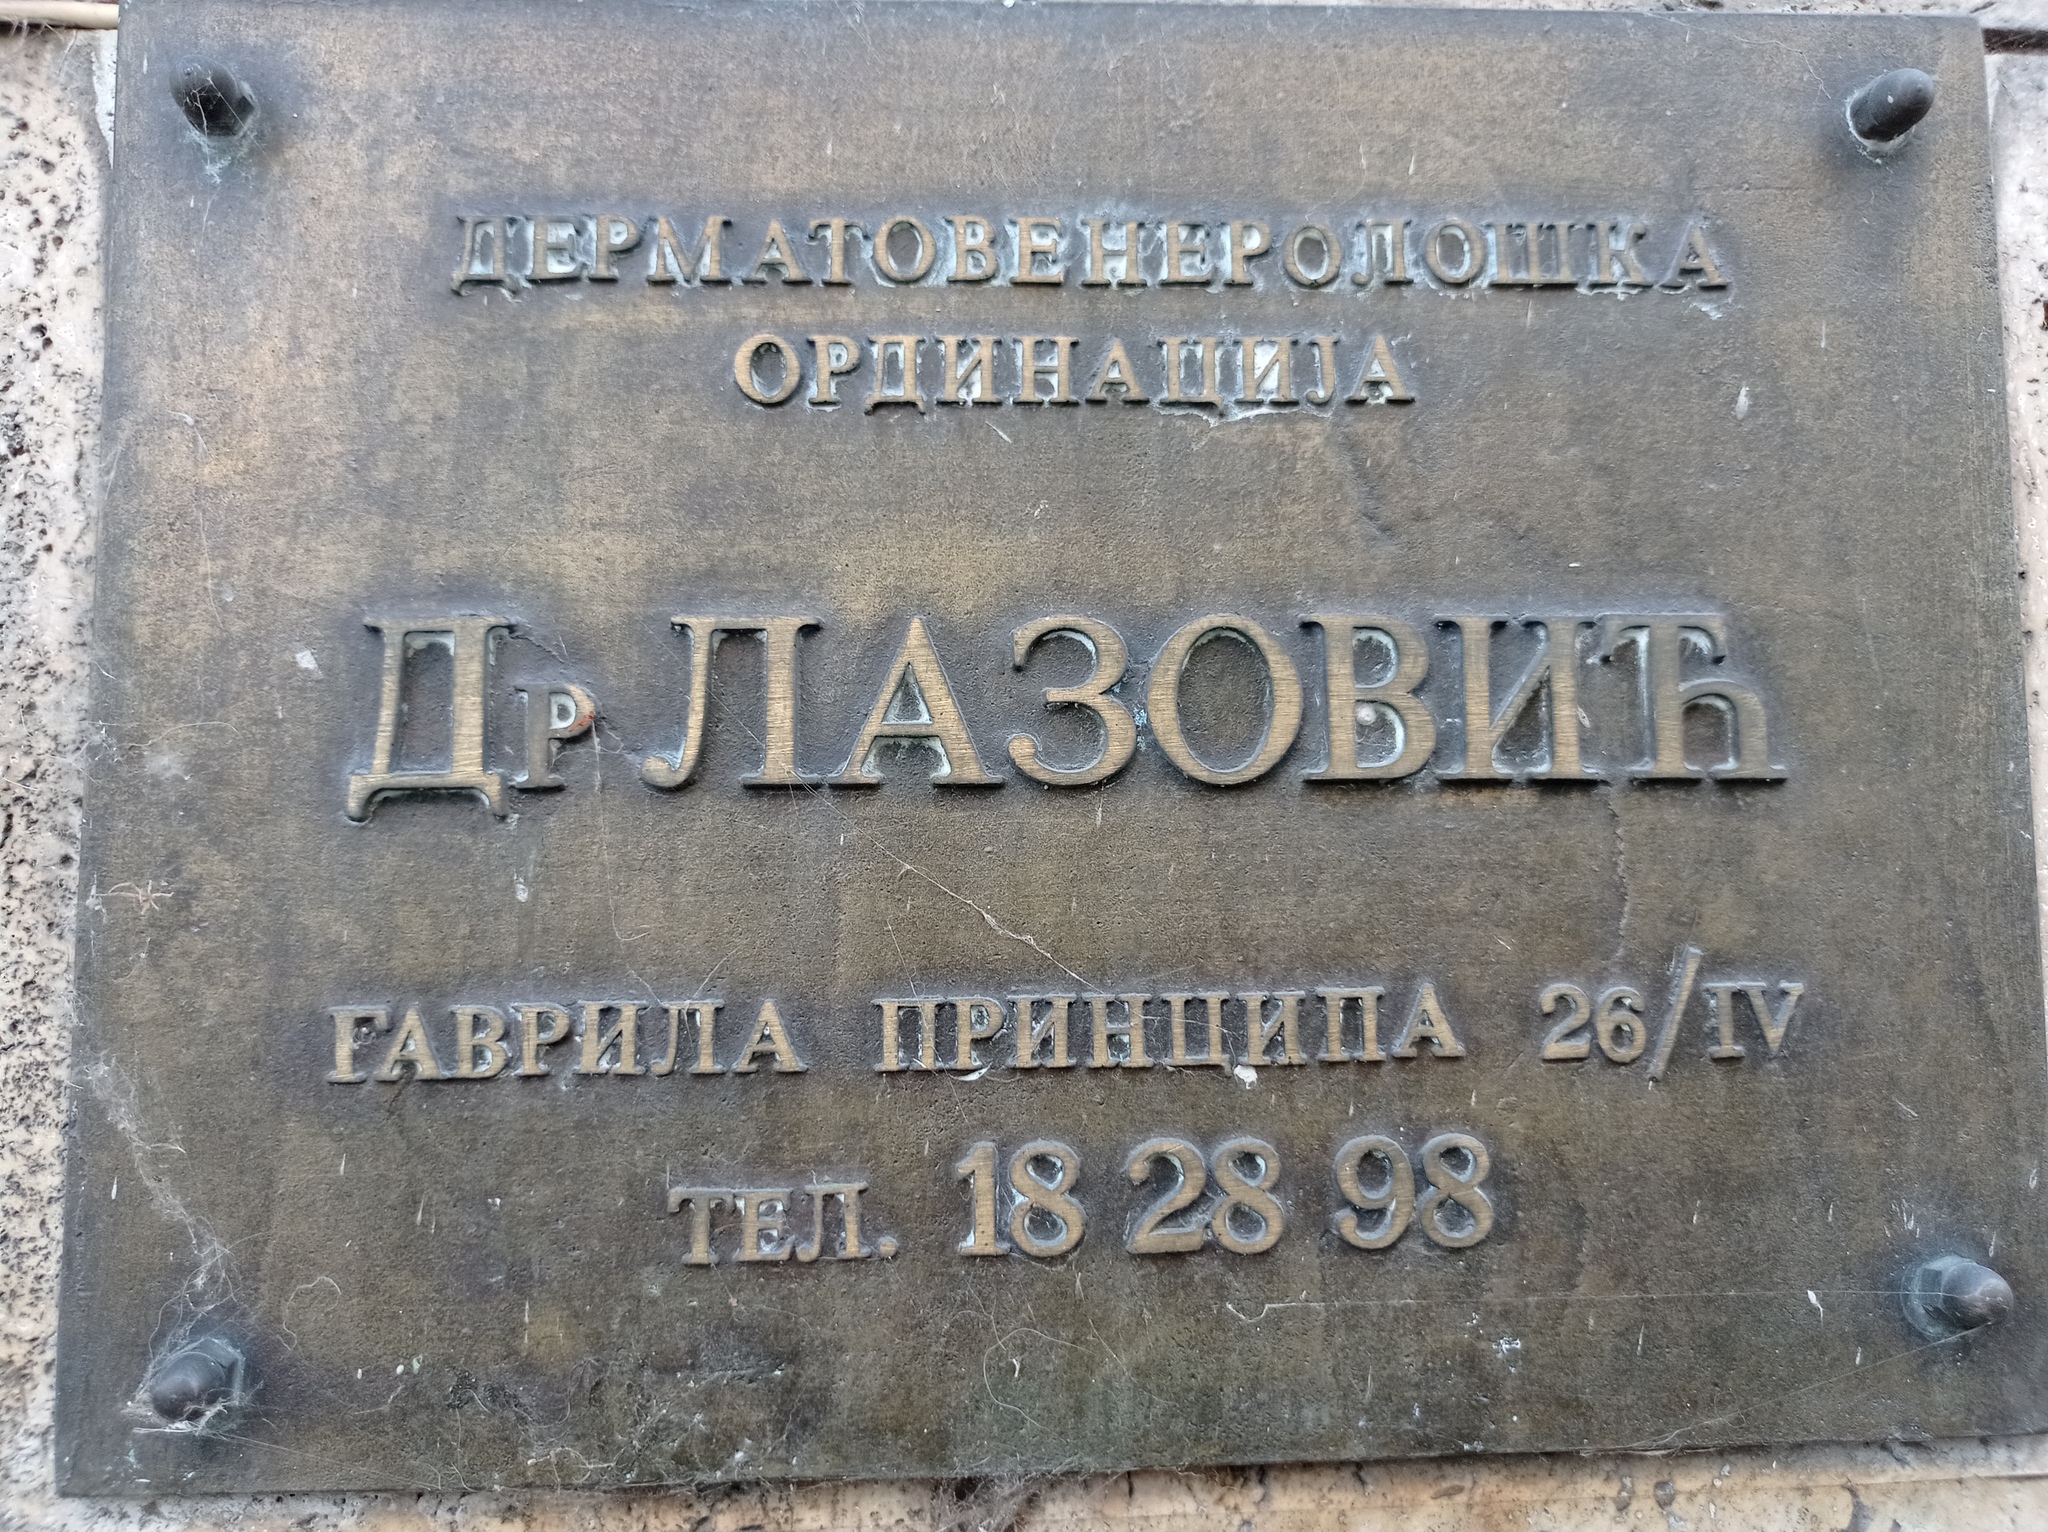 ДЕРМАТОВЕНЕРОЛОШКА
ОРДИНАЦИЈА
Др ЛАЗОВИЋ
ГАВРИЛА ПРИНЦИПА 26/IV
ТЕЛ. 18 28 98